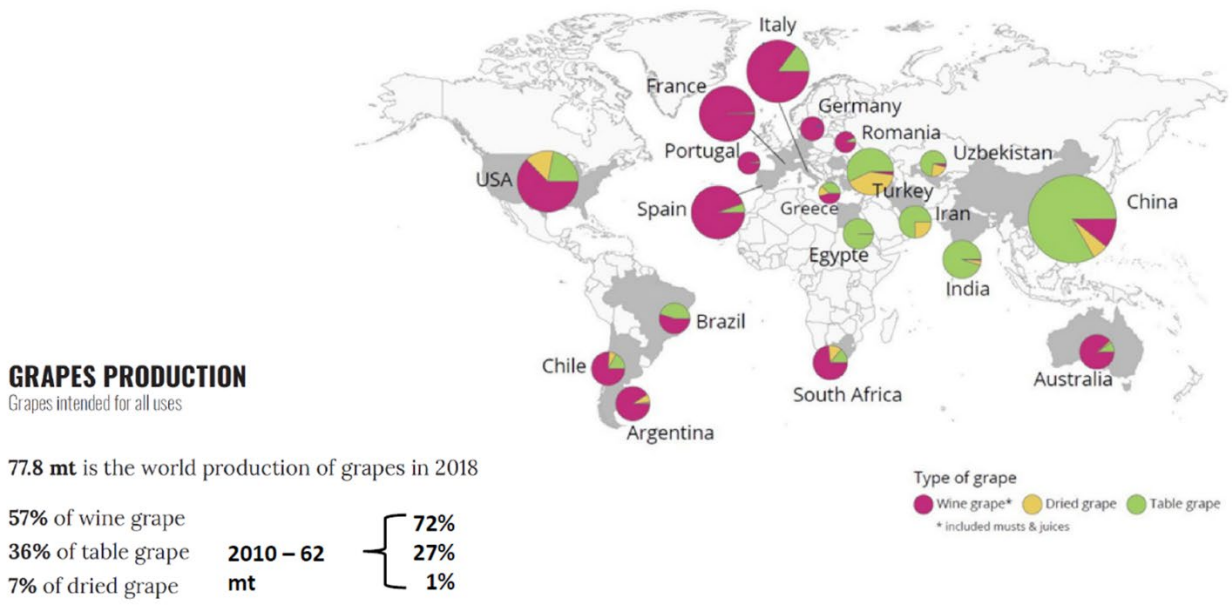 Italy
France
Germany
Romania
Portugal
Uzbekistan
USA
Turkey
China
Spain
Greece
Iran
Egypte
India
Brazil
Chile
South Africa
Australia
Argentina
GRAPES PRODUCTION
Grapes intended for all uses
77.8 mt is the world production of grapes in 2018
57% of wine grape
36% of table grape
7% of dried grape
2010 – 62
mt
72%
27%
1%
Type of grape
Wine grape* Dried grape Table grape
* included musts & juices